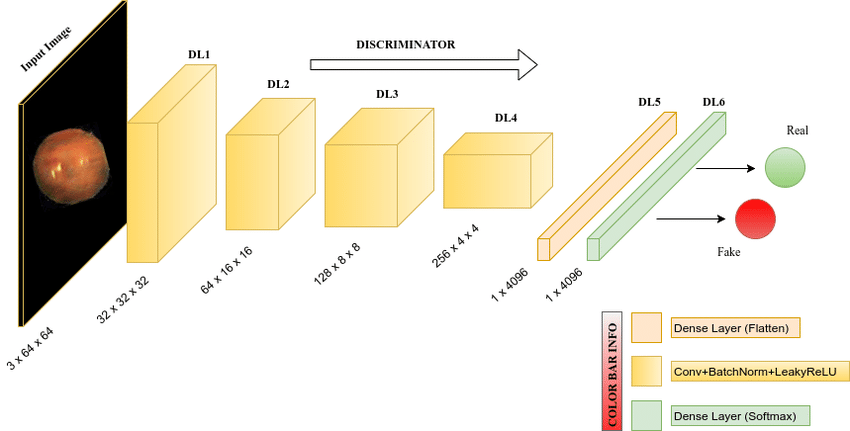 Input Image
DISCRIMINATOR
DL1
DL2
DL3
DL4
DL5
DL6
Real
Fake
3 x 64 x 64
32 x 32 x 32
64 x 16 x 16
128 x 8 x 8
256 x 4 x 4
1 x 4096
1 x 4096
COLOR BAR INFO
Dense Layer (Flatten)
Conv+BatchNorm+LeakyReLU
Dense Layer (Softmax)